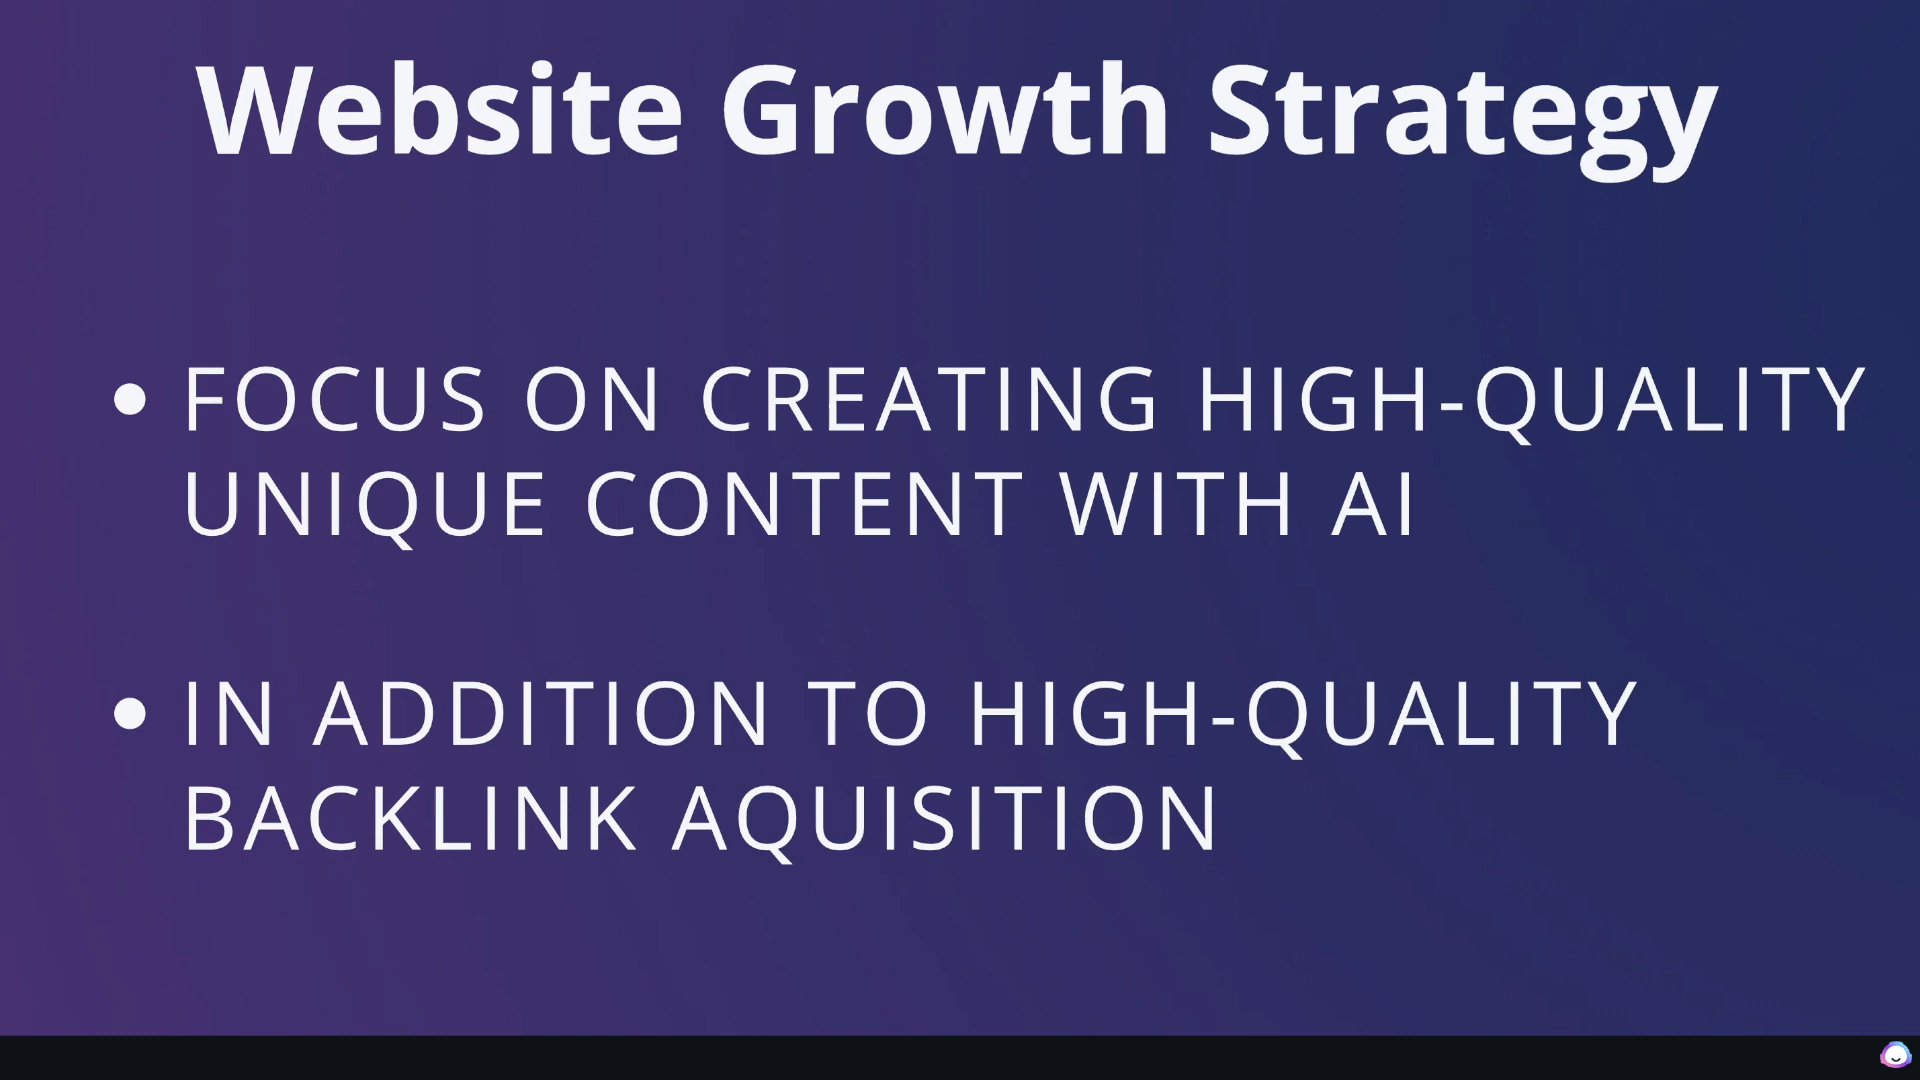 Website Growth Strategy
• FOCUS ON CREATING HIGH-QUALITY
UNIQUE CONTENT WITH AI
• IN ADDITION TO HIGH-QUALITY
BACKLINK AQUISITION